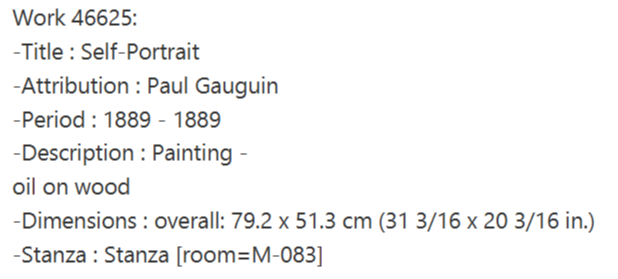 Work 46625:
-Title : Self-Portrait
-Attribution : Paul Gauguin
-Period : 1889 - 1889
-Description : Painting -
oil on wood
-Dimensions : overall: 79.2 x 51.3 cm (31 3/16 x 20 3/16 in.)
-Stanza : Stanza [room=M-083]